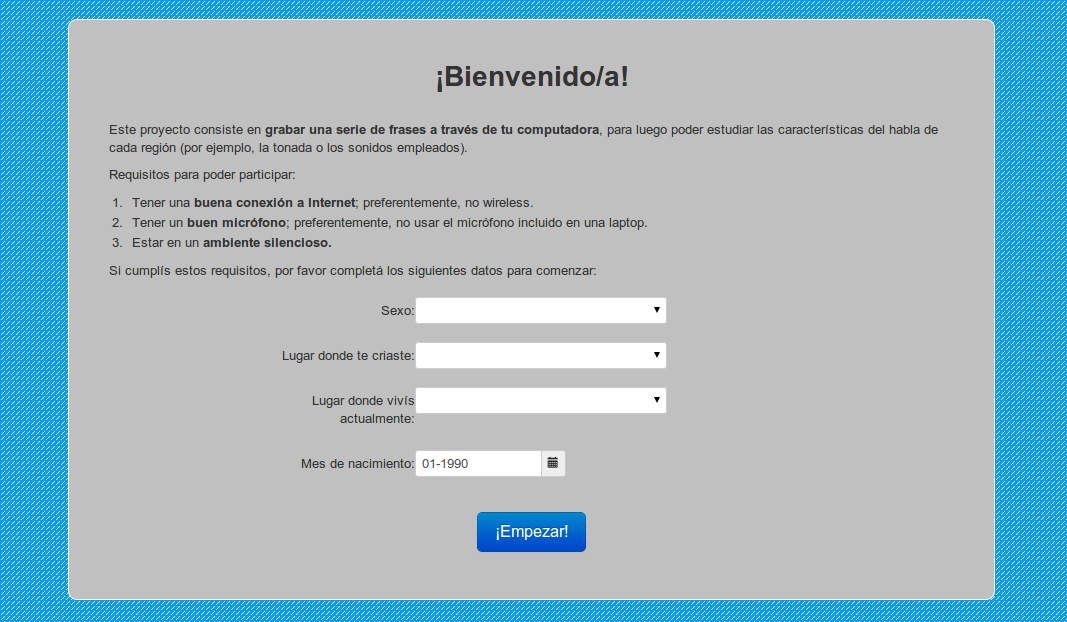 ¡Bienvenido/a!
Este proyecto consiste en grabar una serie de frases a través de tu computadora, para luego poder estudiar las características del habla de
cada región (por ejemplo, la tonada o los sonidos empleados).
Requisitos para poder participar:
1. Tener una buena conexión a Internet; preferentemente, no wireless.
2. Tener un buen micrófono; preferentemente, no usar el micrófono incluido en una laptop.
3. Estar en un ambiente silencioso.
Si cumplís estos requisitos, por favor completá los siguientes datos para comenzar:
Sexo:
Lugar donde te criaste:
Lugar donde vivís
actualmente:
Mes de nacimiento: 01-1990
¡Empezar!